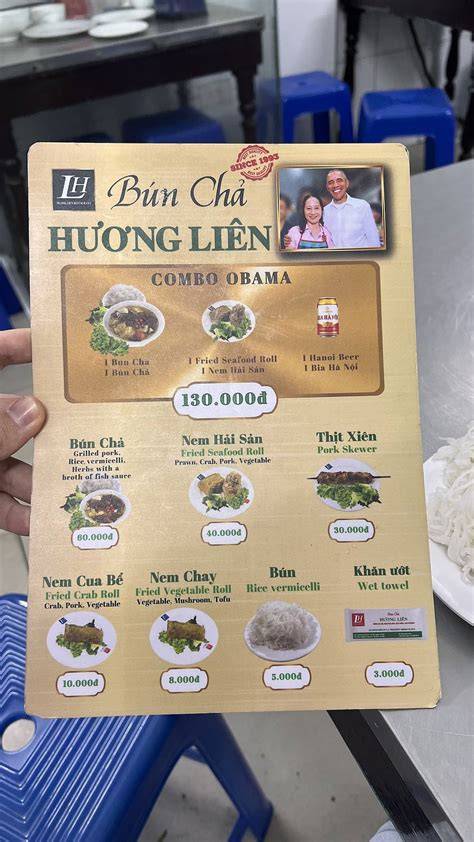 SINCE 1993
LH
Bún Chả
HƯƠNG LIÊN
COMBO OBAMA
1 Bun Cha
1 Bún Chả
1 Fried Seafood Roll
1 Nem Hải Sản
1 Hanoi Beer
1 Bia Hà Nội
130.000đ
Bún Chả
Grilled pork,
Rice vermicelli,
Herbs with a
broth of fish sauce
60.000đ
Nem Hải Sản
Fried Seafood Roll
Prawn, Crab, Pork, Vegetable
40.000đ
Thịt Xiên
Pork Skewer
30.000đ
Nem Cua Bể
Fried Crab Roll
Crab, Pork, Vegetable
10.000đ
Nem Chay
Fried Vegetable Roll
Vegetable, Mushroom, Tofu
8.000đ
Bún
Rice vermicelli
5.000đ
Khăn ướt
Wet towel
LH
Bún Chả
HƯƠNG LIÊN
3.000đ